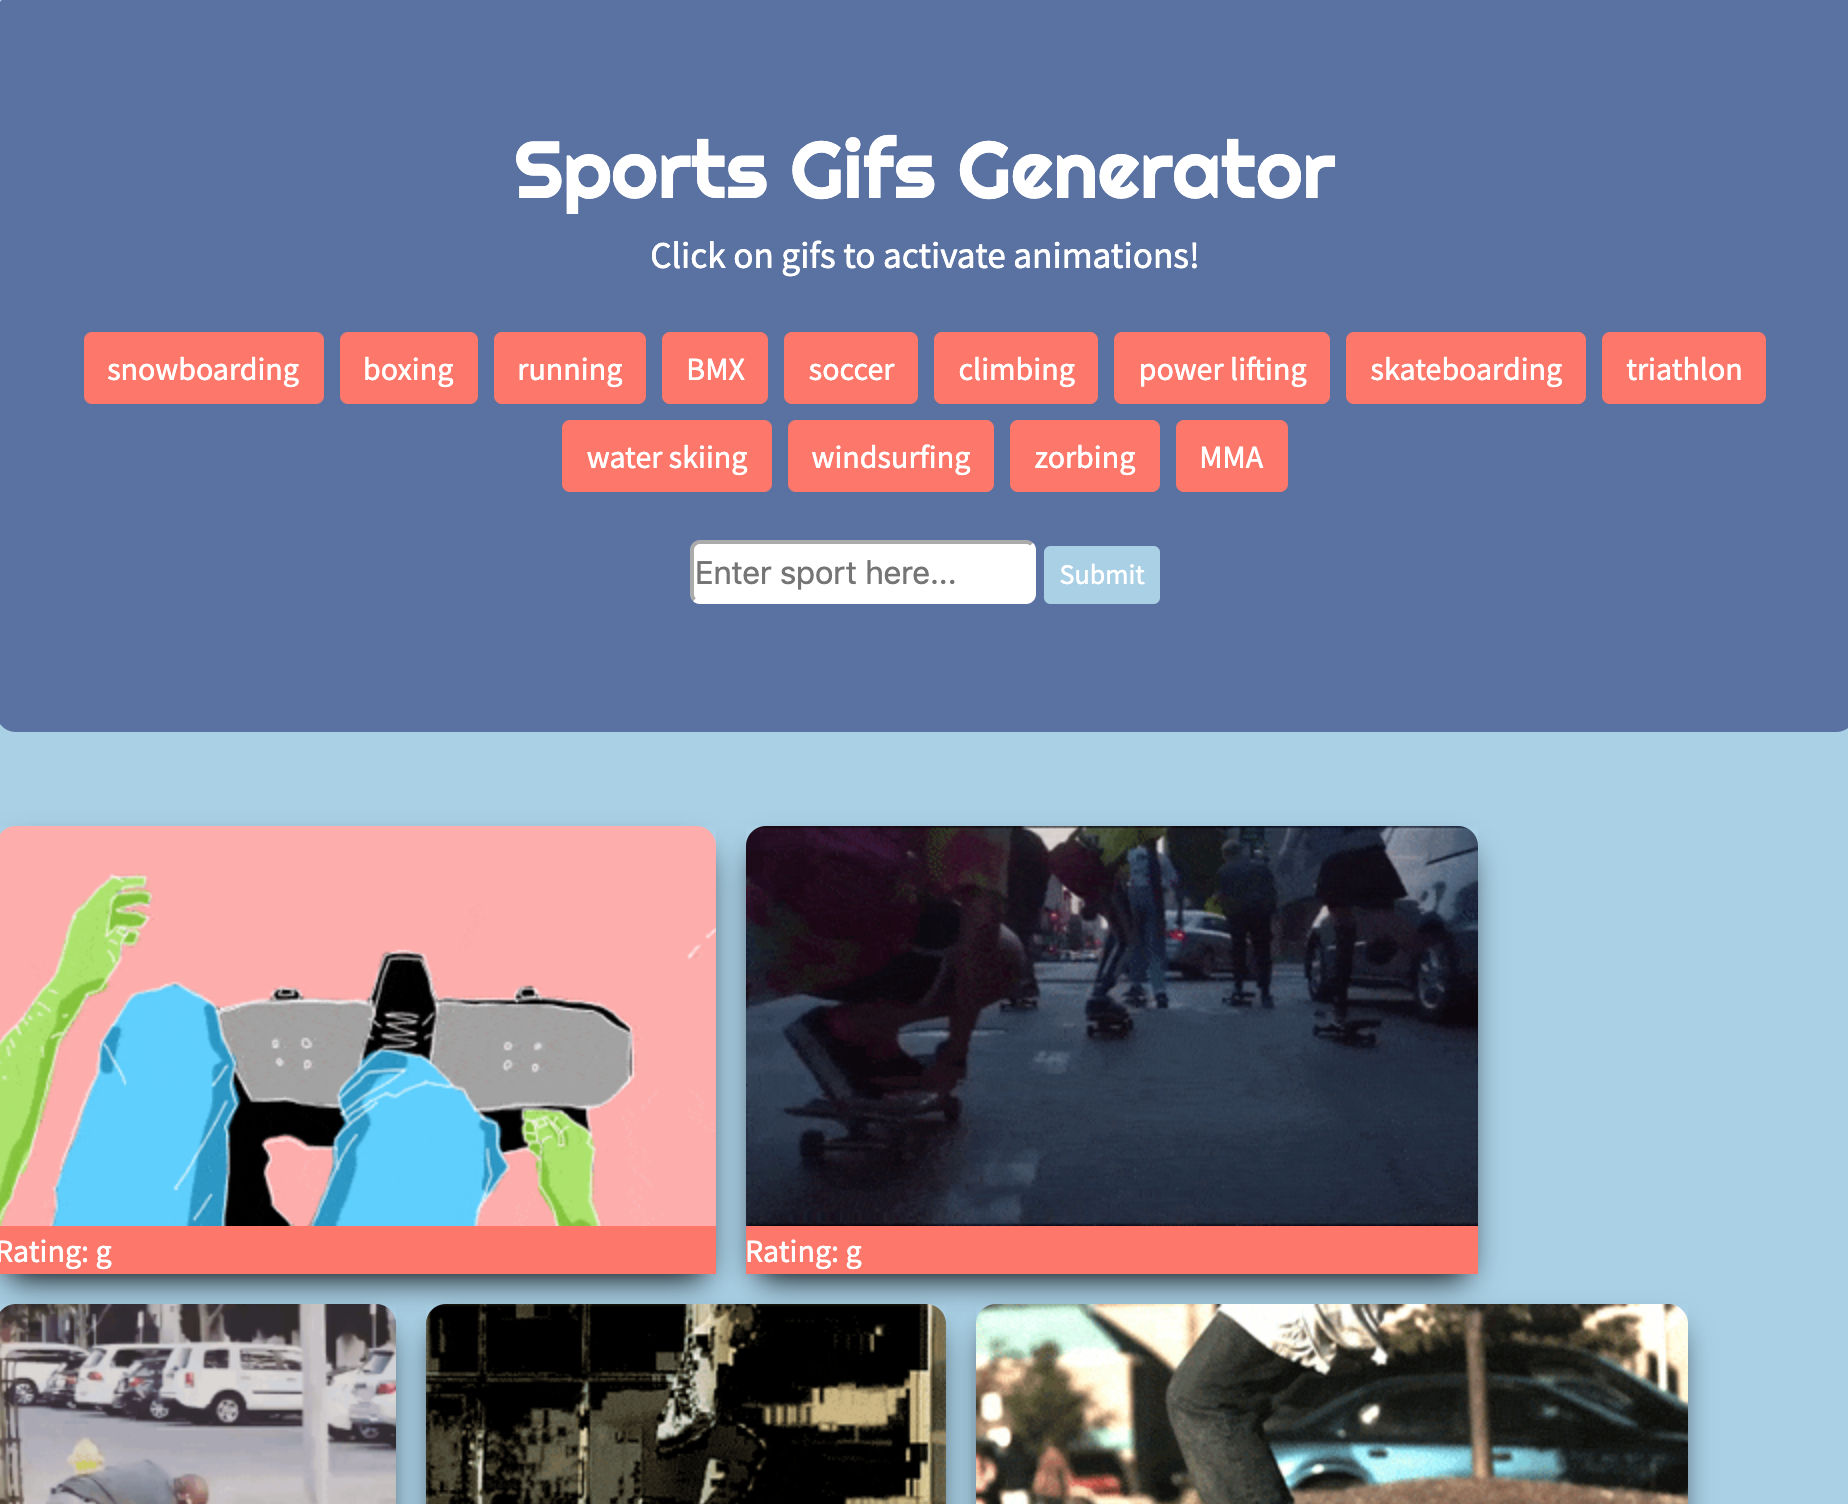 Sports Gifs Generator
Click on gifs to activate animations!
snowboarding boxing running BMX soccer climbing power lifting skateboarding triathlon
water skiing windsurfing zorbing MMA
Enter sport here... Submit
Rating: g Rating: g